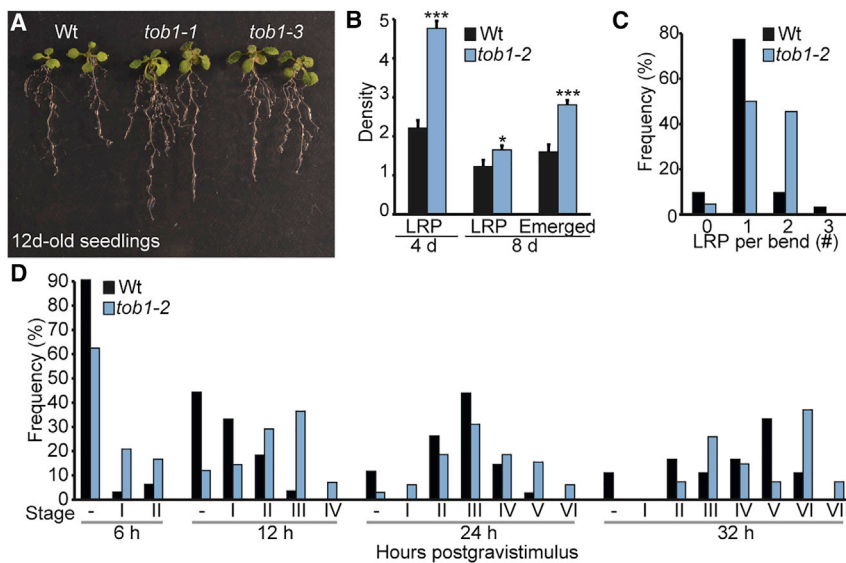 A
Wt tob1-1 tob1-3
12d-old seedlings
B
Density
5
4
3
2
1
0
Wt
tob1-2
***
*
***
LRP LRP Emerged
4 d 8 d
C
Frequency (%)
80
60
40
20
0
Wt
tob1-2
0 1 2 3
LRP per bend (#)
D
Frequency (%)
90
80
70
60
50
40
30
20
10
0
Wt
tob1-2
Stage - I II - I II III IV - I II III IV V VI - I II III IV V VI VII
6 h 12 h 24 h 32 h
Hours postgravistimulus